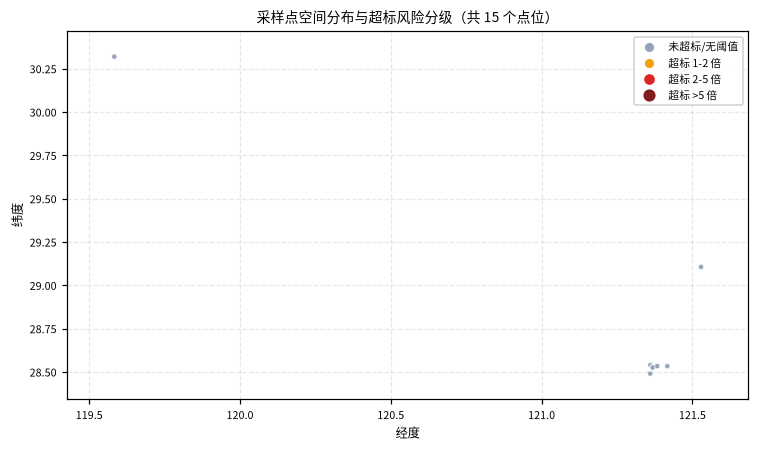 采样点空间分布与超标风险分级（共 15 个点位）
未超标/无阈值
超标 1-2 倍
超标 2-5 倍
超标 >5 倍
纬度
30.25
30.00
29.75
29.50
29.25
29.00
28.75
28.50
119.5 120.0 120.5 121.0 121.5
经度